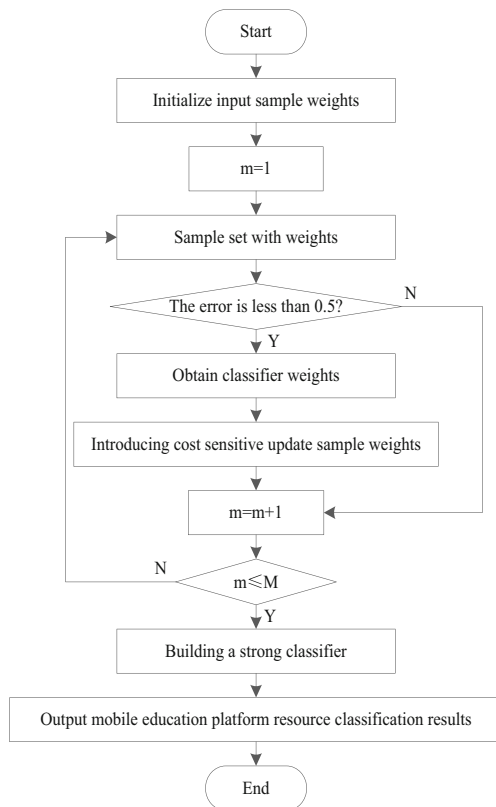 Start
Initialize input sample weights
m=1
Sample set with weights
The error is less than 0.5?
N
Y
Obtain classifier weights
Introducing cost sensitive update sample weights
m=m+1
N
m⩽M
Y
Building a strong classifier
Output mobile education platform resource classification results
End